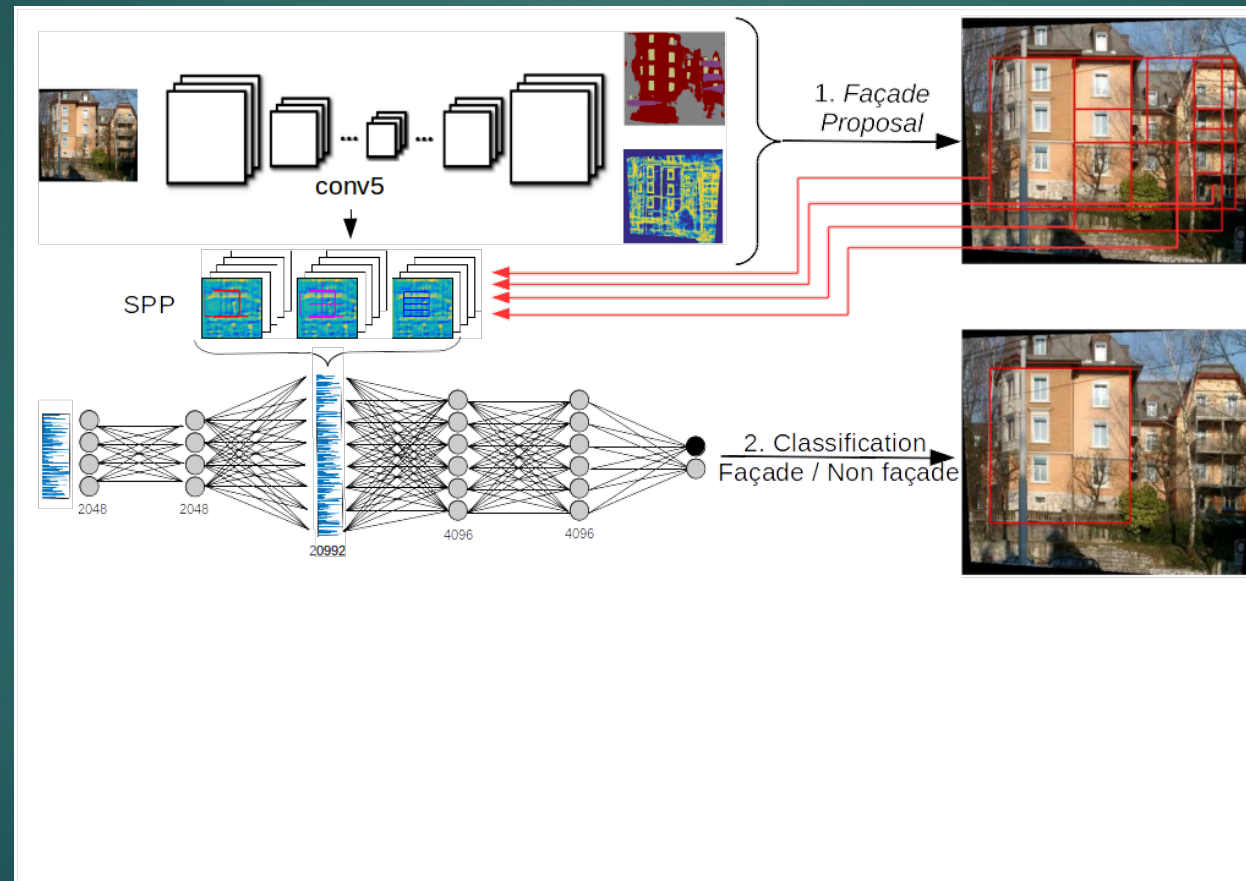 1. Façade
Proposal
conv5
SPP
2. Classification
Façade / Non façade
2048
2048
20992
4096
4096